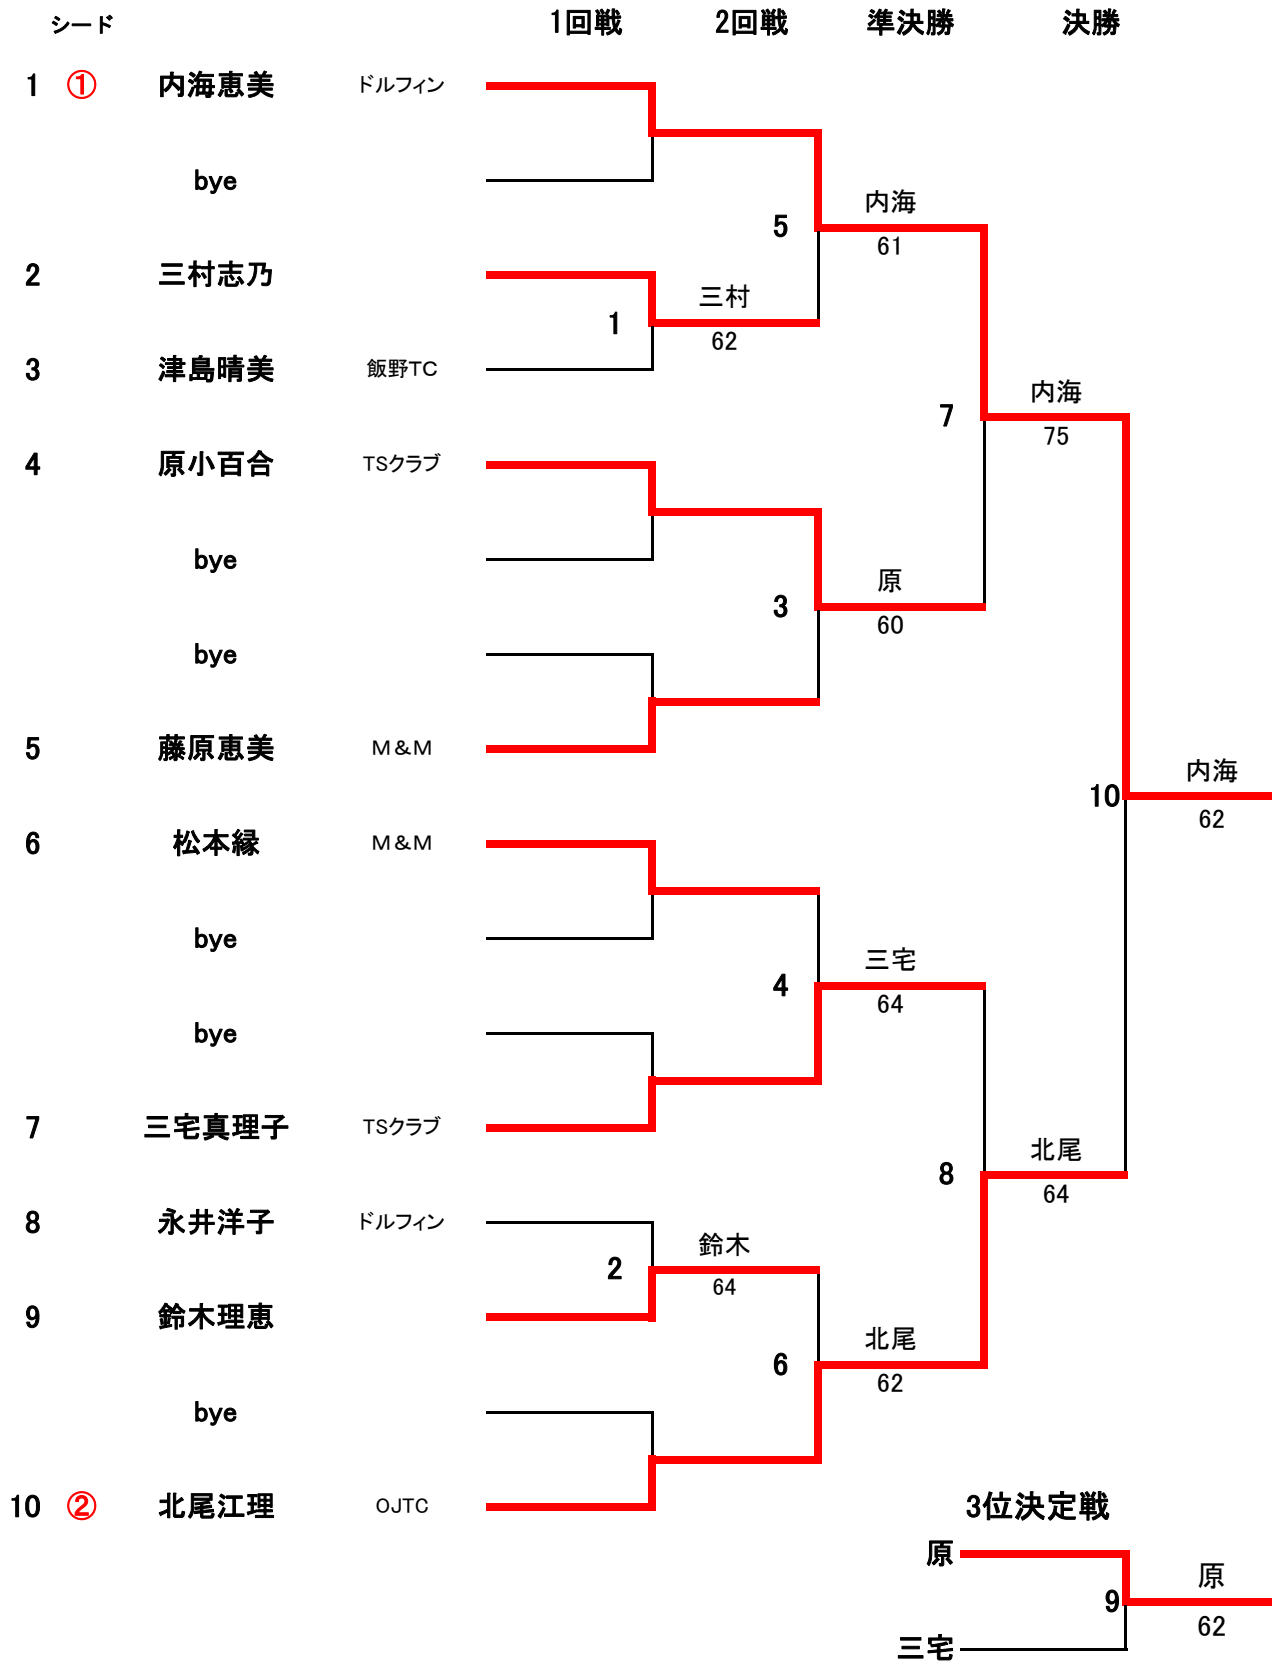 シード 1回戦 2回戦 準決勝 決勝
1 ① 内海恵美 ドルフィン
bye
内海
5
61
2 三村志乃
三村
1
62
3 津島晴美 飯野TC
内海
7
75
4 原小百合 TSクラブ
bye
原
3
60
bye
5 藤原恵美 M&M
内海
10
62
6 松本縁 M&M
bye
三宅
4
64
bye
7 三宅真理子 TSクラブ
北尾
8
64
8 永井洋子 ドルフィン
鈴木
2
64
9 鈴木理恵
北尾
6
62
bye
10 ② 北尾江理 OJTC
3位決定戦
原
原
9
62
三宅